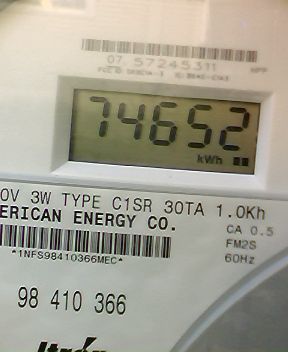 07 57245311
74652
kWh
0V 3W TYPE C1SR 30TA 1.0Kh
ERICAN ENERGY CO.
CA 0.5
FM2S
60Hz
*1NFS98410366MEC*
98 410 366
Itron